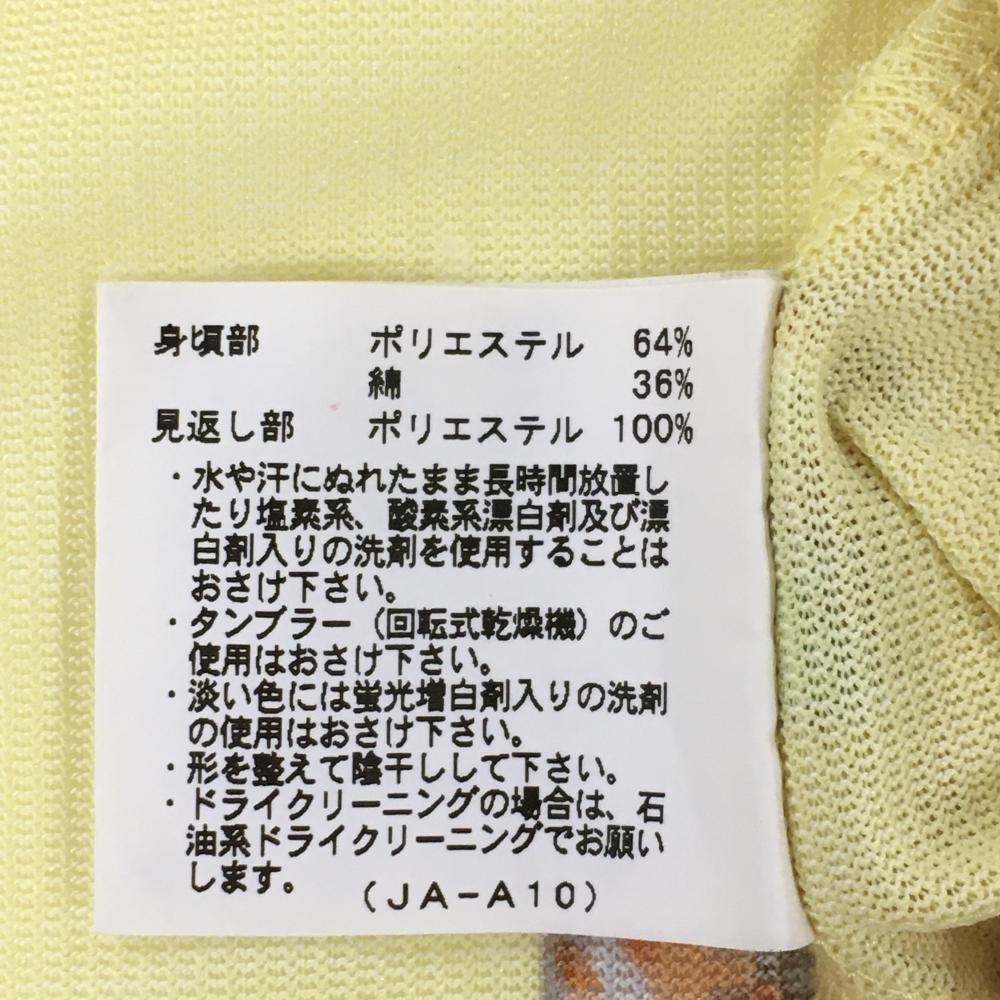 身頃部 ポリエステル 64%
綿 36%
見返し部 ポリエステル 100%
・水や汗にぬれたまま長時間放置し
たり塩素系、酸素系漂白剤及び漂
白剤入りの洗剤を使用することは
おさけ下さい。
・タンブラー（回転式乾燥機）のご
使用はおさけ下さい。
・淡い色には蛍光増白剤入りの洗剤
の使用はおさけ下さい。
・形を整えて陰干しして下さい。
・ドライクリーニングの場合は、石
油系ドライクリーニングでお願い
します。
（JA-A10）